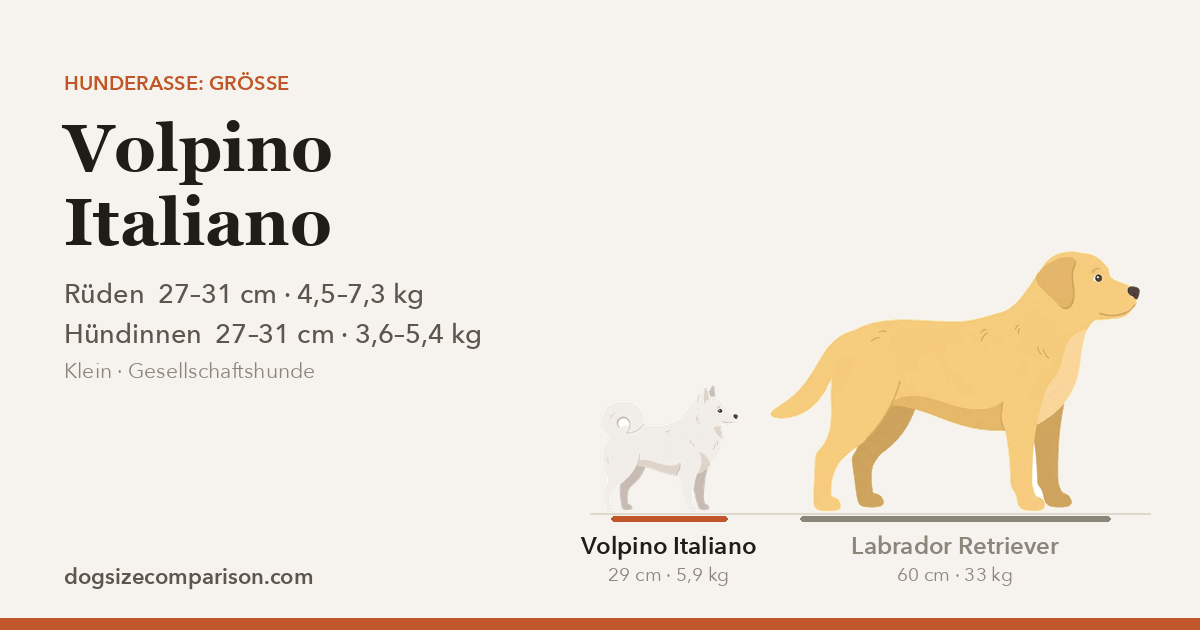 HUNDERASSE: GRÖSSE
Volpino
Italiano
Rüden 27–31 cm · 4,5–7,3 kg
Hündinnen 27–31 cm · 3,6–5,4 kg
Klein · Gesellschaftshunde
Volpino Italiano
29 cm · 5,9 kg
Labrador Retriever
60 cm · 33 kg
dogsizecomparison.com